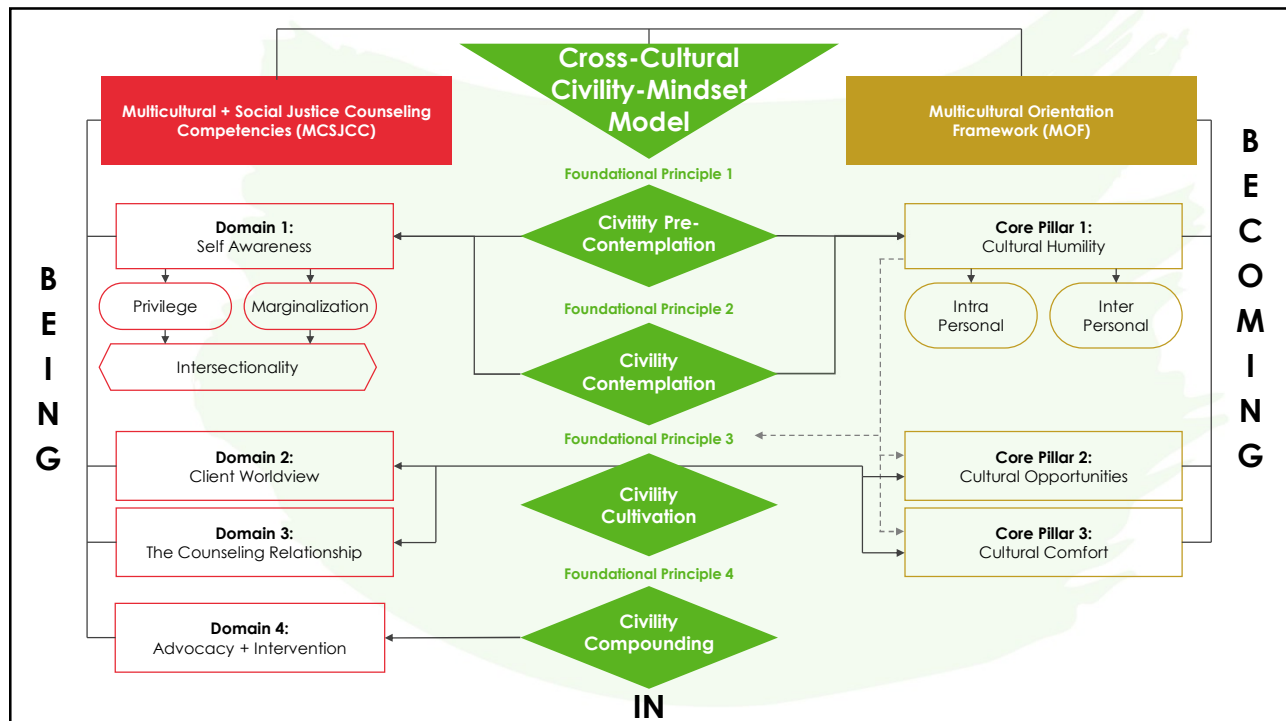 Cross-Cultural
Civility-Mindset
Model
Multicultural + Social Justice Counseling
Competencies (MCSJCC)
Multicultural Orientation
Framework (MOF)
B
E
I
N
G
B
E
C
O
M
I
N
G
Foundational Principle 1
Domain 1:
Self Awareness
Civitity Pre-
Contemplation
Core Pillar 1:
Cultural Humility
Privilege
Marginalization
Intersectionality
Intra
Personal
Inter
Personal
Foundational Principle 2
Civility
Contemplation
Foundational Principle 3
Domain 2:
Client Worldview
Core Pillar 2:
Cultural Opportunities
Civility
Cultivation
Domain 3:
The Counseling Relationship
Core Pillar 3:
Cultural Comfort
Foundational Principle 4
Domain 4:
Advocacy + Intervention
Civility
Compounding
IN